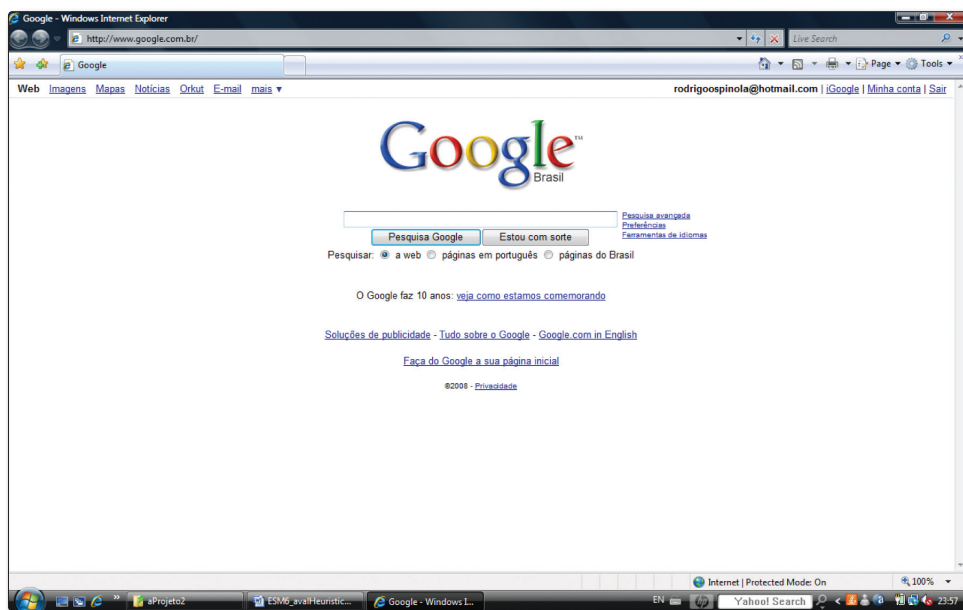 Google - Windows Internet Explorer
http://www.google.com.br/
Live Search
Google
Page Tools
Web Imagens Mapas Notícias Orkut E-mail mais
rodrigoospinola@hotmail.com | iGoogle | Minha conta | Sair
Google™
Brasil
Pesquisa avançada
Preferências
Ferramentas de idiomas
Pesquisa Google Estou com sorte
Pesquisar: a web páginas em português páginas do Brasil
O Google faz 10 anos: veja como estamos comemorando
Soluções de publicidade - Tudo sobre o Google - Google.com in English
Faça do Google a sua página inicial
©2008 - Privacidade
Internet | Protected Mode: On 100%
aProjeto2 ESM6_avalHeuristic... Google - Windows I... EN Yahoo! Search 23:57